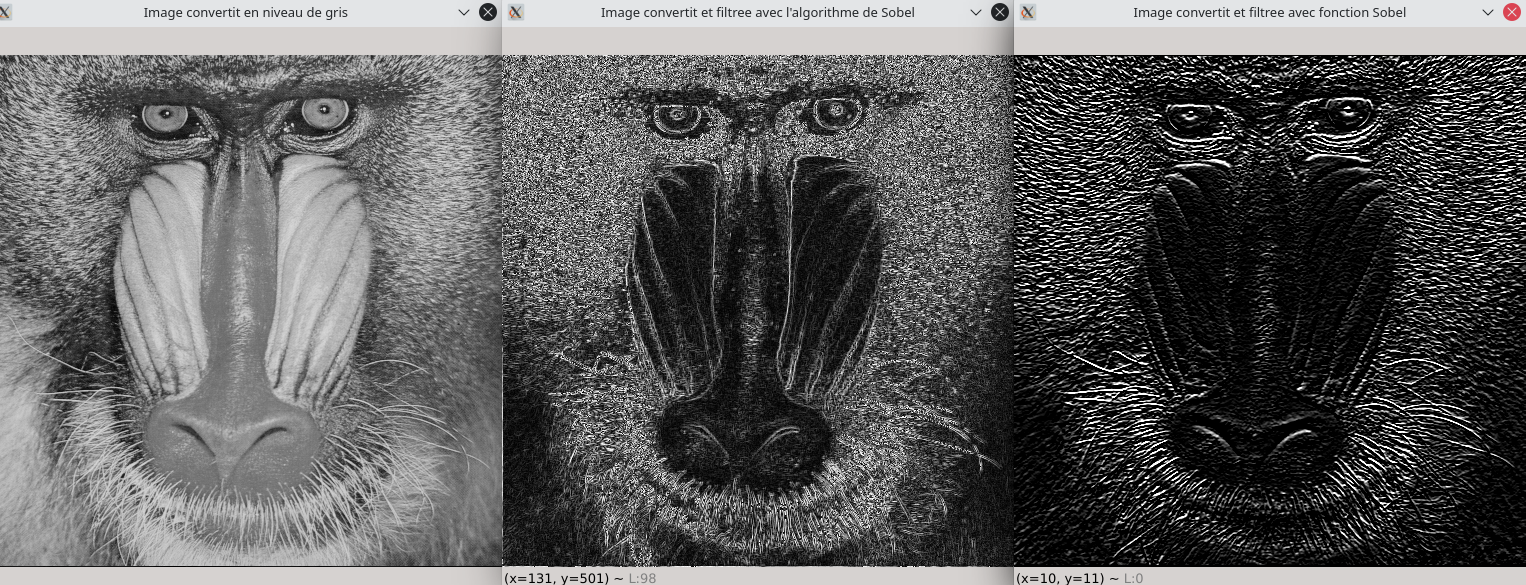 Image convertit en niveau de gris
Image convertit et filtree avec l'algorithme de Sobel
Image convertit et filtree avec fonction Sobel
(x=131, y=501) ~ L:98
(x=10, y=11) ~ L:0